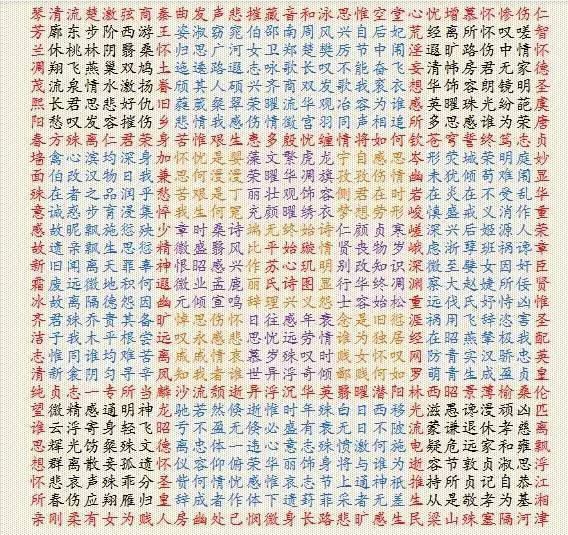 琴清流楚激弦商秦曲发声悲摧藏音和咏思惟空堂心忧增慕怀惨伤仁
芳廊东步阶西游王姿淑窕窈伯邵南周风兴自后妃荒经离所怀叹嗟智
兰休桃林阴翳桑怀归思广河女卫郑楚樊厉节中闱淫遐旷路伤中情怀
凋翔飞燕巢双鸠土迤逶路遐志咏歌长叹不能奋飞妄清帏房君无家德
茂流泉情水激扬眷颀其人硕兴齐商双发歌我衮衣想华饰容朗镜明圣
熙长君思悲好仇旧蕤葳粲翠荣曜流华观冶容为谁感英曜珠光纷葩虞
阳愁叹发容摧伤乡悲情我感伤情徵宫羽同声相追所多思感谁为荣唐
春方殊离仁君荣身苦惟艰生患多殷忧缠情将如何钦苍穹誓终笃志贞
墙禽心滨均深身加怀忧是婴藻文繁虎龙宁自感思岑形荧城荣明庭妙
面伯改汉物日我兼思何漫漫荣曜华雕旗孜孜伤情幽未犹倾苟难闱显
殊在者之品润乎愁苦艰是丁丽壮观饰容侧君在时岩在炎在不受乱华
意诚惑步育浸集悴我生何冤充颜曜绣衣梦想劳形峻慎盛戒义消作重
感故昵飘施愆殃少章时桑诗端无终始诗仁颜贞寒嵯深兴后姬源人荣
故遗亲飘生思愆精徽盛翳风比平始璇情贤丧物岁峨虑渐孽班祸谗章
新旧闻离天罪辜神恨昭感兴作苏心玑明别改知识深微至嬖女因奸臣
霜废远微地积何遐微业孟鹿丽氏诗图显行华终凋渊察大赵婕所佞贤
冰故离隔德怨因幽元倾宣鸣辞理兴义怨士容始松重远伐氏好恃凶惟
齐君殊乔贵其备旷悼思伤怀日往感年衰念是旧愆涯祸用飞辞恣害圣
洁子我木平根尝远叹永感悲思忧远劳情谁为独居经在昭燕辇极我配
志惟同谁均难苦离戚戚情哀慕岁殊叹时贱女怀叹网防青实汉骄忠英
清新衾阴匀寻辛凤知我者谁世异浮奇倾鄙贱何如罗萌青生成盈贞皇
纯贞志一专所当麟沙流颓逝异浮沉华英翳曜潜阳林西昭景薄榆桑伦
望微精感通明神龙驰若然倏逝惟时年殊白日西移光滋愚谗漫顽凶匹
谁云浮寄身轻飞昭亏不盈无倏必盛有衰无日不陂流蒙谦退休孝慈离
思辉光饬粲殊文德离忠体一违心意志殊愤激何施电疑危远家和雍飘
想群离散妾孤遗怀仪容仰俯荣华丽饰身将与谁为逝容节敦贞淑思浮
怀悲哀声殊乖分圣赀何情忧感惟哀志节上通神祇推持所贞记自恭江
所春伤应翔雁归皇辞成者作体下遗葑菲采者无差生从是敬孝为基湘
亲刚柔有女为贱人房幽处己悯微身长路悲旷感生民梁山殊塞隔河津